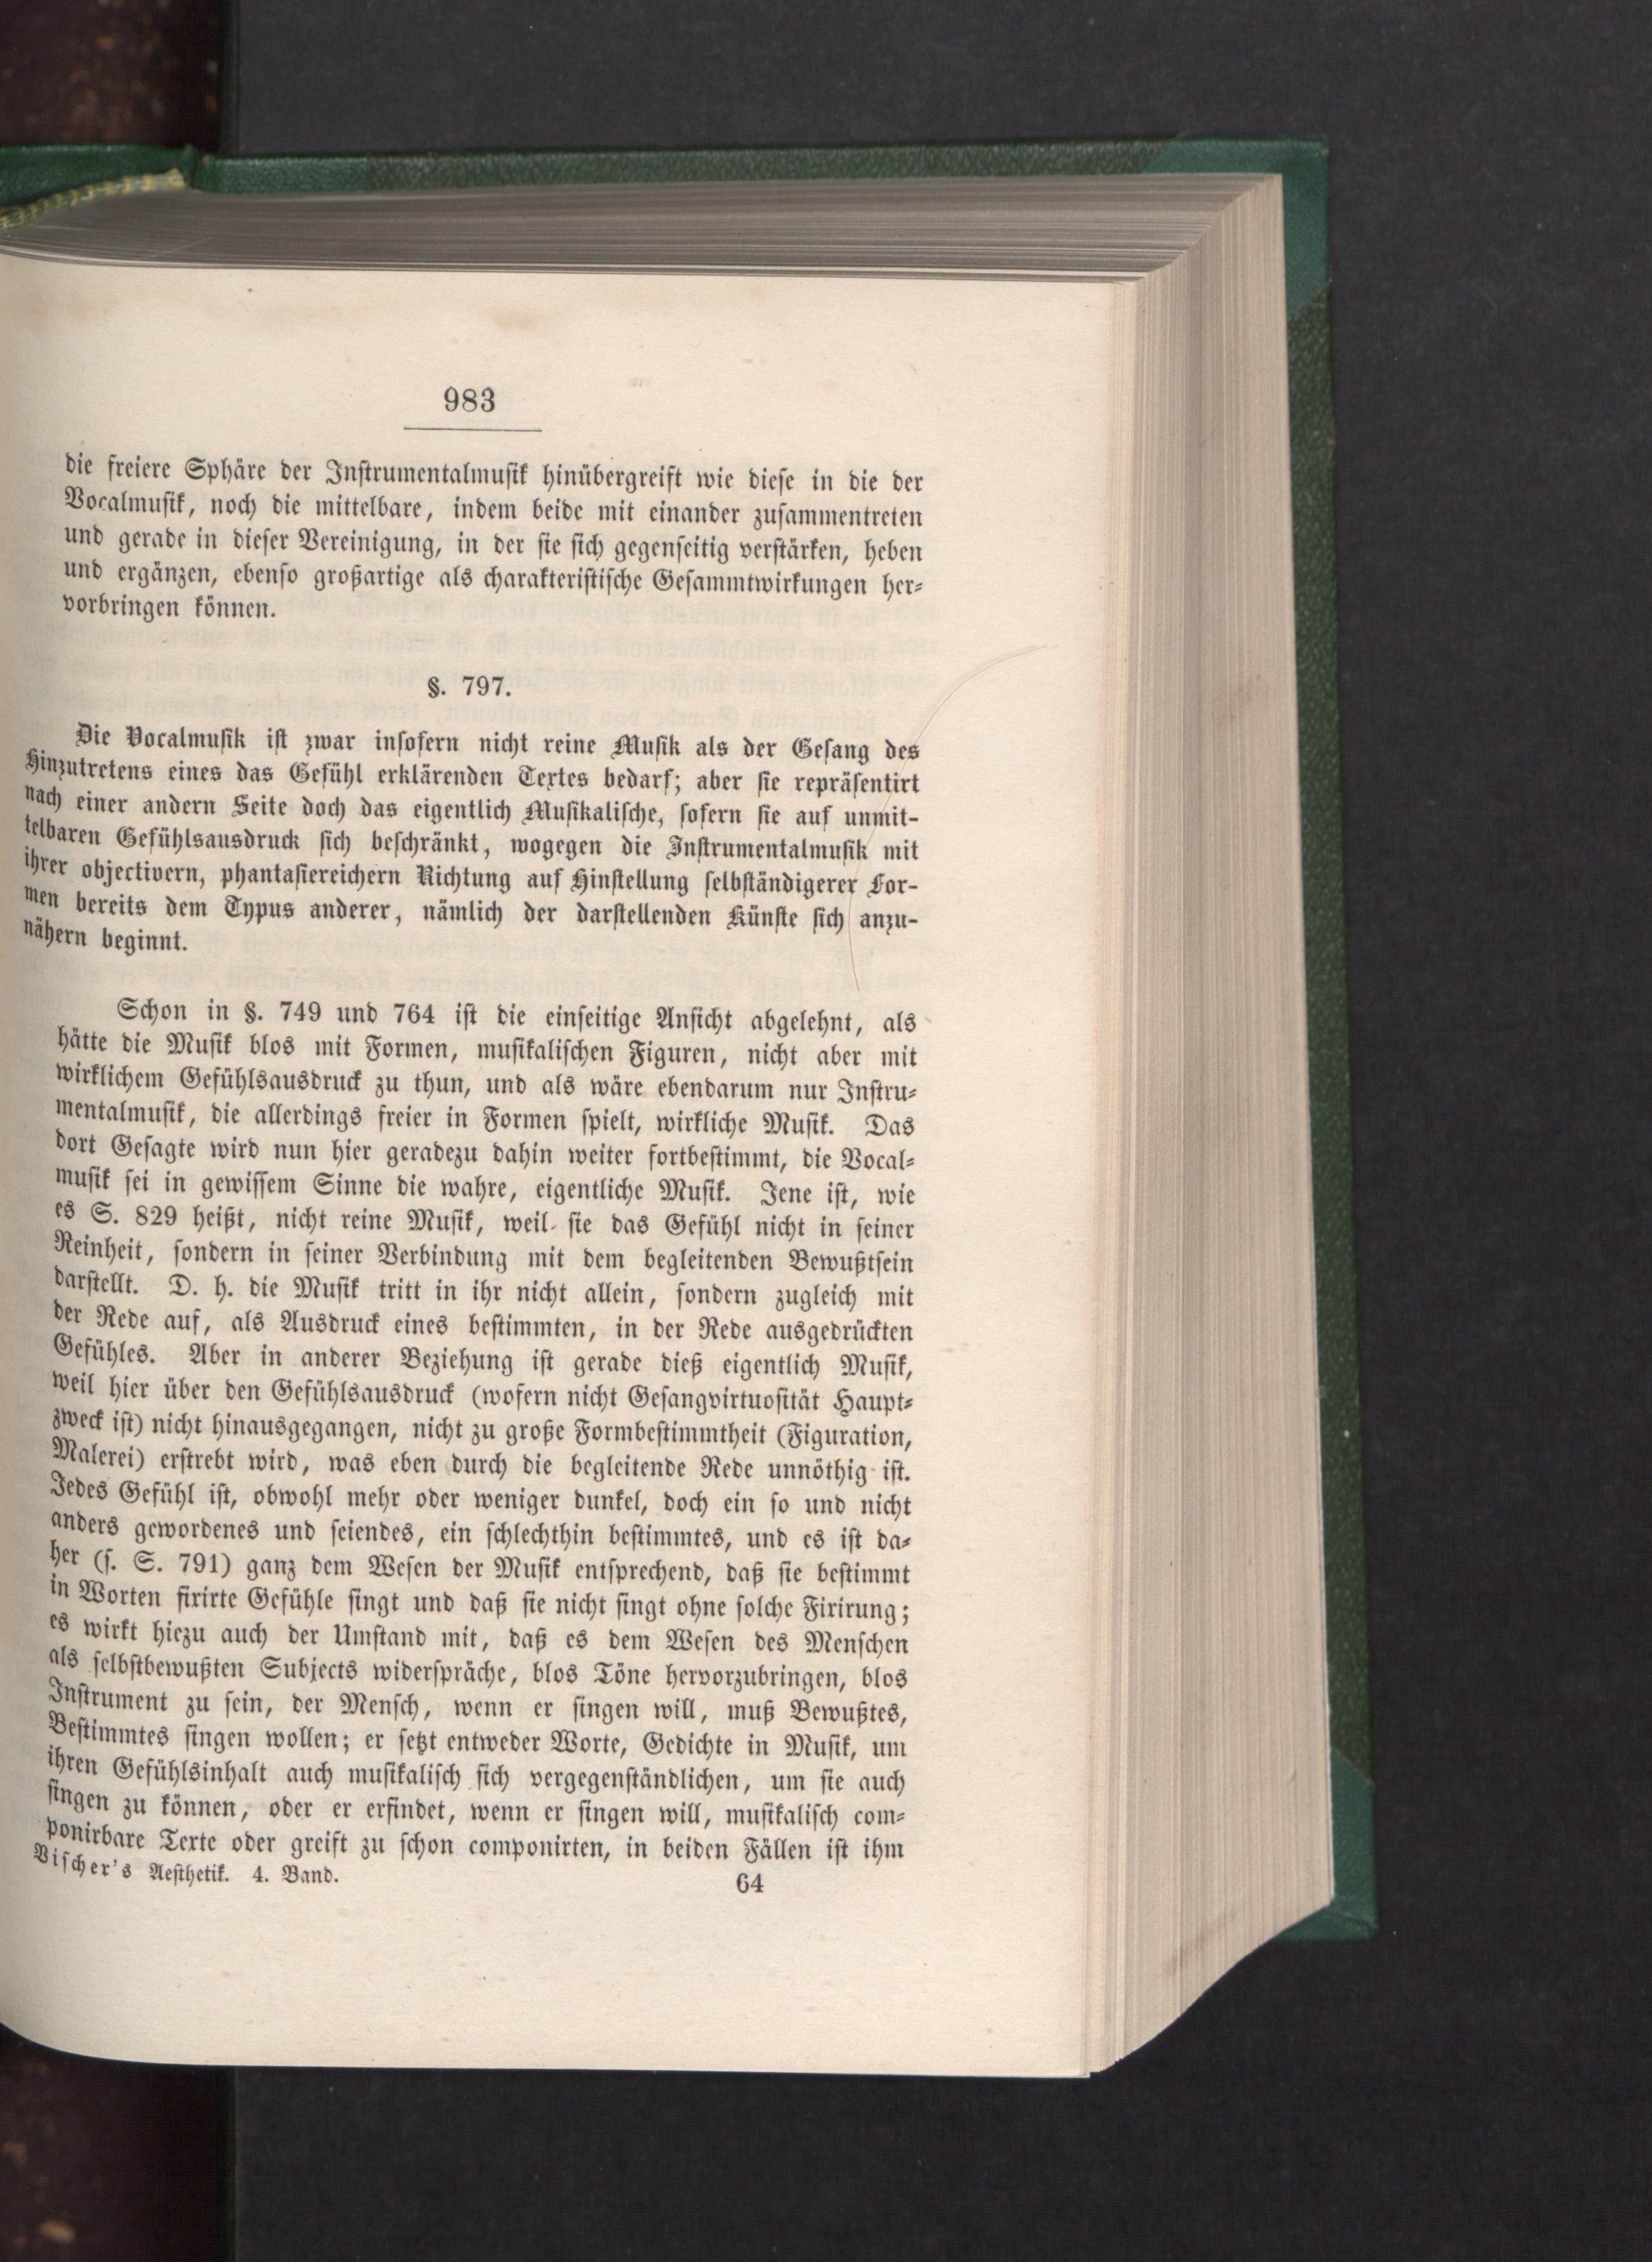 983
die freiere Sphäre der Inſtrumentalmuſik hinübergreift wie dieſe in die der
Vocalmuſik, noch die mittelbare, indem beide mit einander zuſammentreten
und gerade in dieſer Vereinigung, in der ſie ſich gegenſeitig verſtärken, heben
und ergänzen, ebenſo großartige als charakteriſtiſche Geſammtwirkungen her⸗
vorbringen können.
§. 797.
Die Vocalmuſik iſt zwar inſofern nicht reine Muſik als der Geſang des
Hinzutretens eines das Gefühl erklärenden Textes bedarf; aber ſie repräſentirt
nach einer andern Seite doch das eigentlich Muſikaliſche, ſofern ſie auf unmit-
telbaren Gefühlsausdruck ſich beſchränkt, wogegen die Inſtrumentalmuſik mit
ihrer objectivern, phantaſiereichern Richtung auf Hinſtellung ſelbſtändigerer For-
men bereits dem Typus anderer, nämlich der darſtellenden Künſte ſich anzu-
nähern beginnt.
Schon in §. 749 und 764 iſt die einſeitige Anſicht abgelehnt, als
hätte die Muſik blos mit Formen, muſikaliſchen Figuren, nicht aber mit
wirklichem Gefühlsausdruck zu thun, und als wäre ebendarum nur Inſtru⸗
mentalmuſik, die allerdings freier in Formen ſpielt, wirkliche Muſik. Das
dort Geſagte wird nun hier geradezu dahin weiter fortbeſtimmt, die Vocal⸗
muſik ſei in gewiſſem Sinne die wahre, eigentliche Muſik. Jene iſt, wie
es S. 829 heißt, nicht reine Muſik, weil ſie das Gefühl nicht in ſeiner
Reinheit, ſondern in ſeiner Verbindung mit dem begleitenden Bewußtſein
darſtellt. D. h. die Muſik tritt in ihr nicht allein, ſondern zugleich mit
der Rede auf, als Ausdruck eines beſtimmten, in der Rede ausgedrückten
Gefühles. Aber in anderer Beziehung iſt gerade dieß eigentlich Muſik,
weil hier über den Gefühlsausdruck (wofern nicht Geſangvirtuoſität Haupt⸗
zweck iſt) nicht hinausgegangen, nicht zu große Formbeſtimmtheit (Figuration,
Malerei) erſtrebt wird, was eben durch die begleitende Rede unnöthig iſt.
Jedes Gefühl iſt, obwohl mehr oder weniger dunkel, doch ein ſo und nicht
anders gewordenes und ſeiendes, ein ſchlechthin beſtimmtes, und es iſt da⸗
her (ſ. S. 791) ganz dem Weſen der Muſik entſprechend, daß ſie beſtimmt
in Worten fixirte Gefühle ſingt und daß ſie nicht ſingt ohne ſolche Fixirung;
es wirkt hiezu auch der Umſtand mit, daß es dem Weſen des Menſchen
als ſelbſtbewußten Subjects widerſpräche, blos Töne hervorzubringen, blos
Inſtrument zu ſein, der Menſch, wenn er ſingen will, muß Bewußtes,
Beſtimmtes ſingen wollen; er ſetzt entweder Worte, Gedichte in Muſik, um
ihren Gefühlsinhalt auch muſikaliſch ſich vergegenſtändlichen, um ſie auch
ſingen zu können, oder er erfindet, wenn er ſingen will, muſikaliſch com⸗
ponirbare Texte oder greift zu ſchon componirten, in beiden Fällen iſt ihm
Viſcher's Aeſthetik. 4. Band. 64